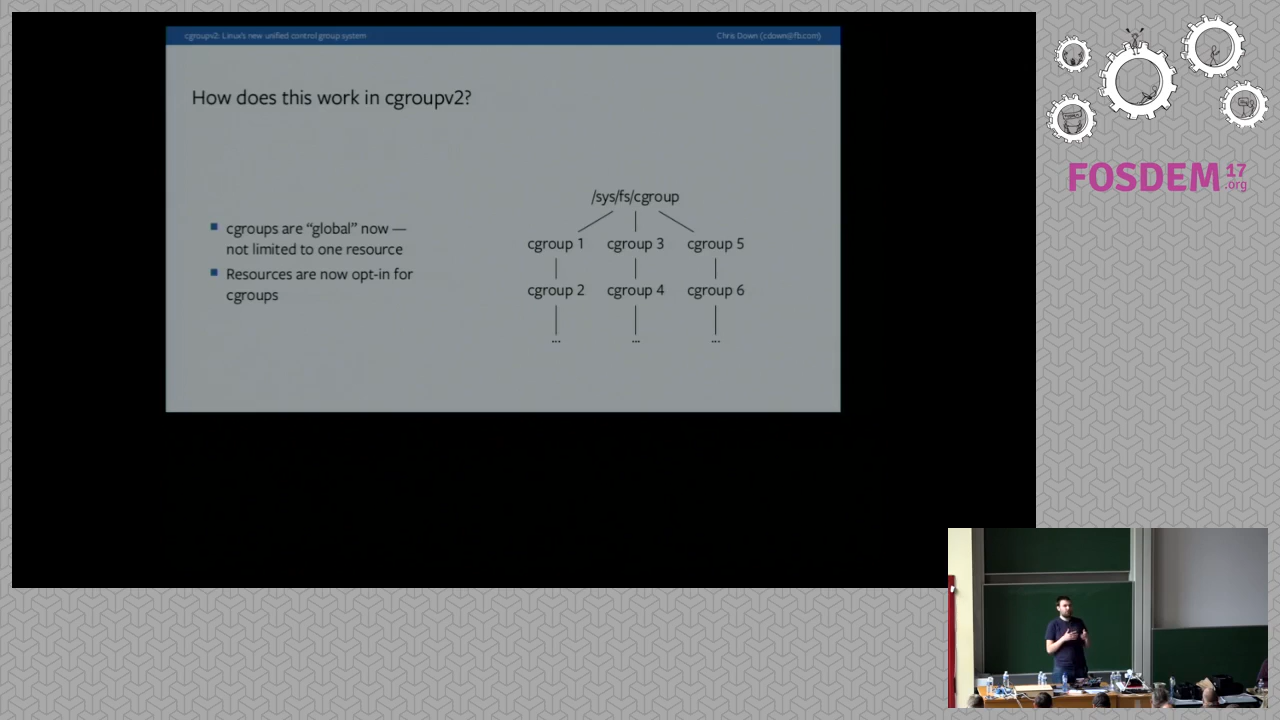 cgroupv2: Linux's new unified control group system
Chris Down (cdown@fb.com)
How does this work in cgroupv2?
cgroups are “global” now —
not limited to one resource
Resources are now opt-in for
cgroups
/sys/fs/cgroup
cgroup 1 cgroup 3 cgroup 5
cgroup 2 cgroup 4 cgroup 6
... ... ...
FOSDEM 17
.org